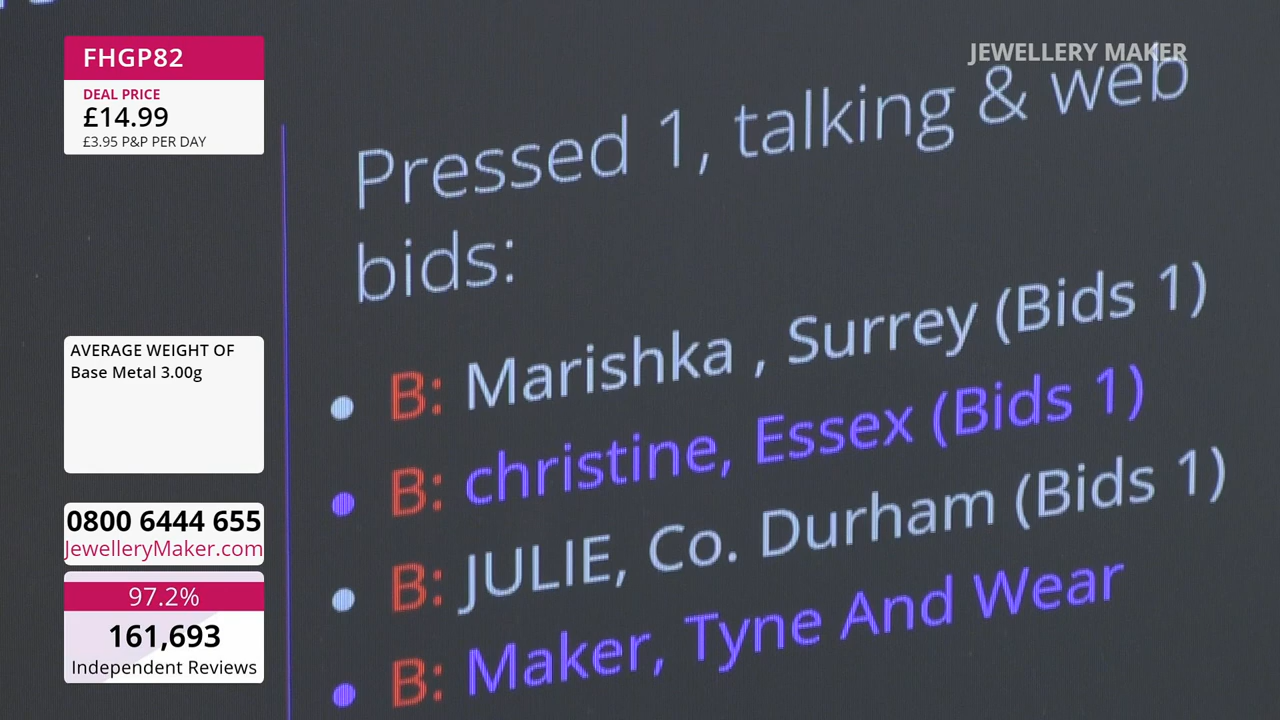 FHGP82
DEAL PRICE
£14.99
£3.95 P&P PER DAY
AVERAGE WEIGHT OF
Base Metal 3.00g
0800 6444 655
JewelleryMaker.com
97.2%
161,693
Independent Reviews
JEWELLERY MAKER
Pressed 1, talking & web
bids:
• B: Marishka , Surrey (Bids 1)
• B: christine, Essex (Bids 1)
• B: JULIE, Co. Durham (Bids 1)
• B: Maker, Tyne And Wear